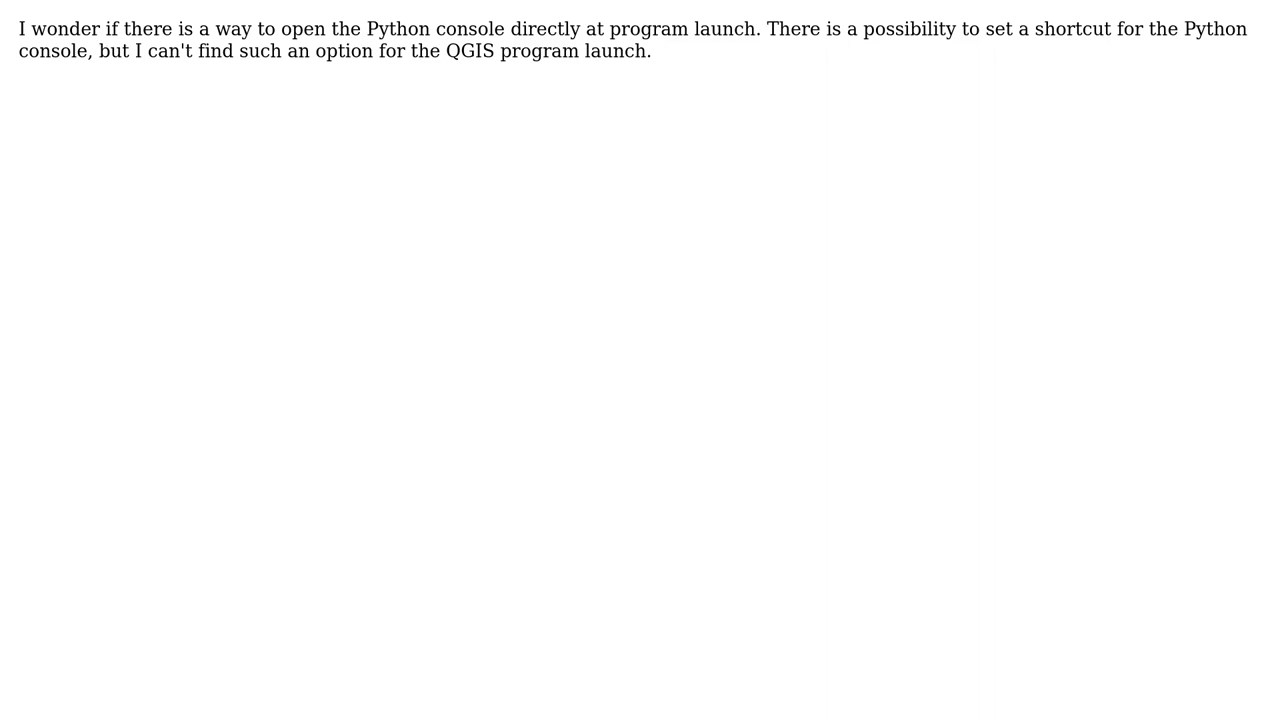 I wonder if there is a way to open the Python console directly at program launch. There is a possibility to set a shortcut for the Python
console, but I can't find such an option for the QGIS program launch.